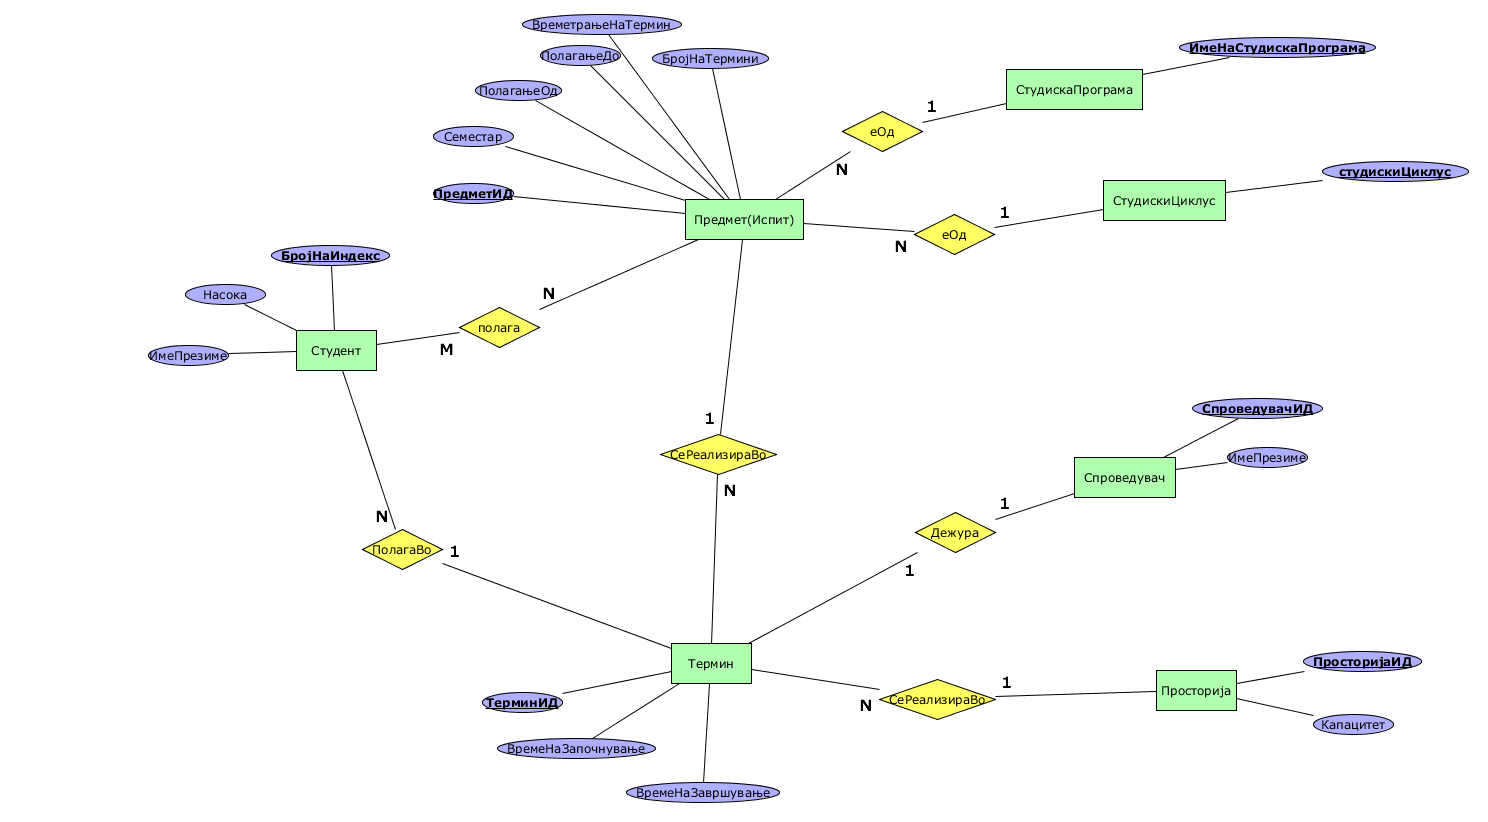 ВреметрањеНаТермин
ПолагањеДо
БројНаТермини
ИмеНаСтудискаПрограма
ПолагањеОд
СтудискаПрограма
1
еОд
Семестар
N
студискиЦиклус
ПредметИД
СтудискиЦиклус
1
Предмет(Испит)
еОд
N
БројНаИндекс
Насока
N
полага
M
Студент
ИмеПрезиме
СпроведувачИД
1
СеРеализираВо
ИмеПрезиме
Спроведувач
N
1
N
Дежура
ПолагаВо
1
1
Термин
ПросторијаИД
1
Просторија
ТерминИД
СеРеализираВо
N
Капацитет
ВремеНаЗапочнување
ВремеНаЗавршување